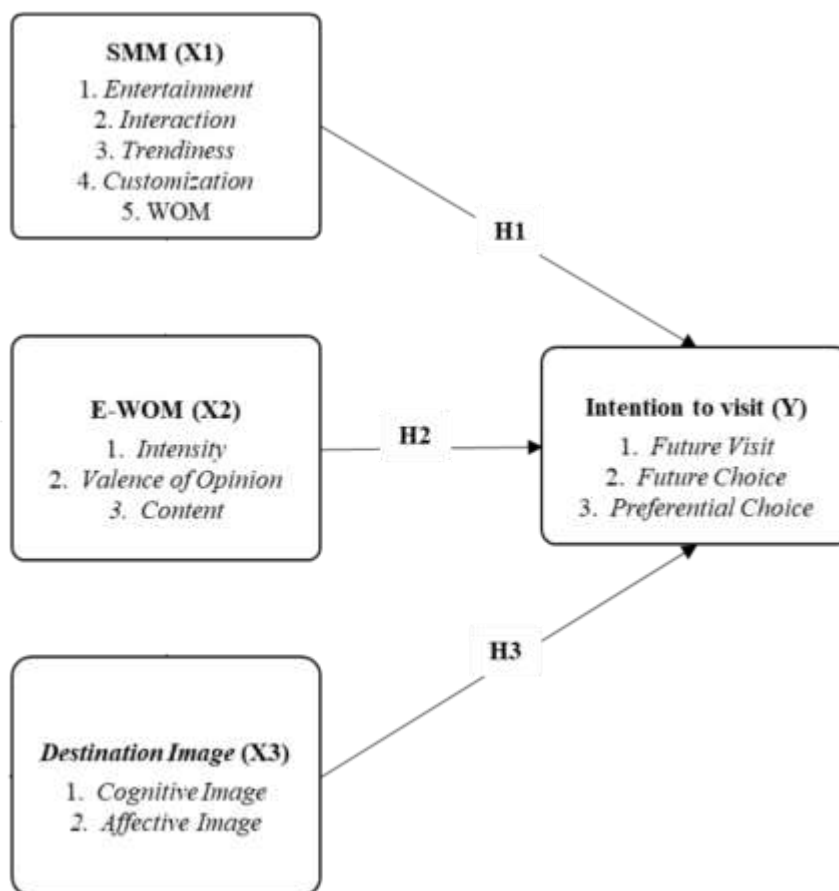 SMM (X1)
1. Entertainment
2. Interaction
3. Trendiness
4. Customization
5. WOM
H1
E-WOM (X2)
1. Intensity
2. Valence of Opinion
3. Content
H2
Intention to visit (Y)
1. Future Visit
2. Future Choice
3. Preferential Choice
H3
Destination Image (X3)
1. Cognitive Image
2. Affective Image